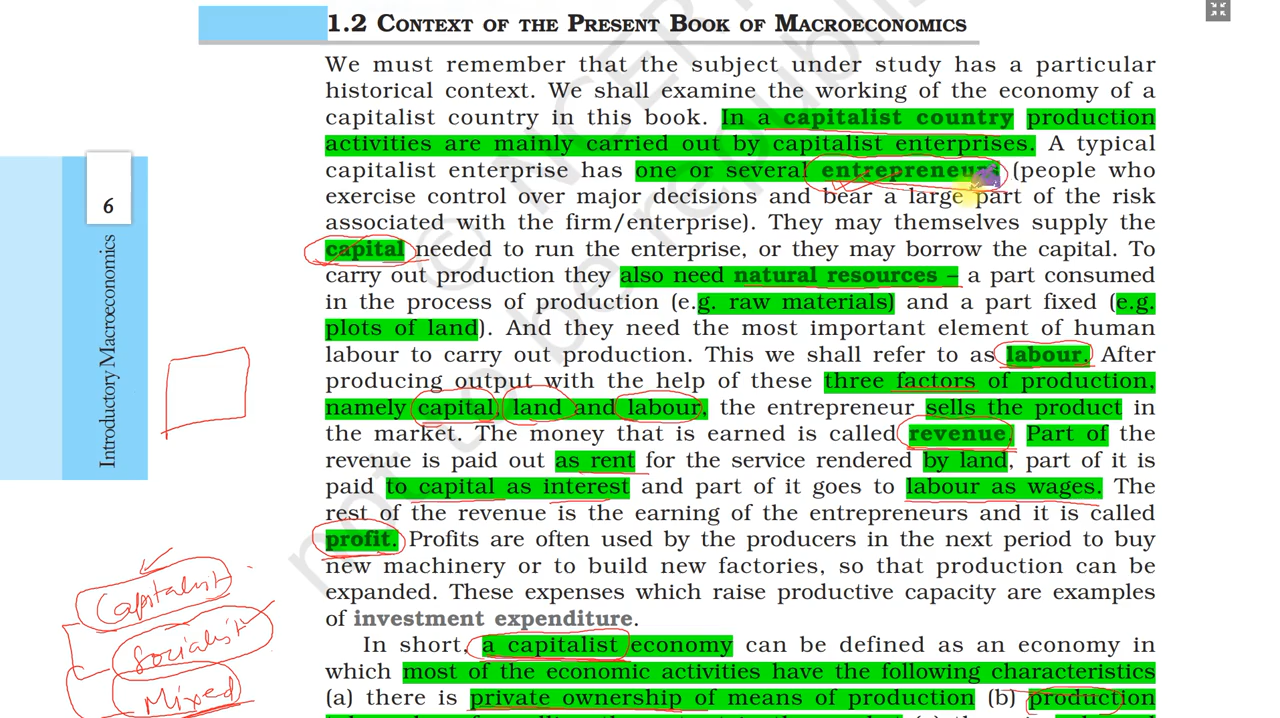 1.2 CONTEXT OF THE PRESENT BOOK OF MACROECONOMICS
We must remember that the subject under study has a particular
historical context. We shall examine the working of the economy of a
capitalist country in this book. In a capitalist country production
activities are mainly carried out by capitalist enterprises. A typical
capitalist enterprise has one or several entrepreneurs (people who
exercise control over major decisions and bear a large part of the risk
associated with the firm/enterprise). They may themselves supply the
capital needed to run the enterprise, or they may borrow the capital. To
carry out production they also need natural resources – a part consumed
in the process of production (e.g. raw materials) and a part fixed (e.g.
plots of land). And they need the most important element of human
labour to carry out production. This we shall refer to as labour. After
producing output with the help of these three factors of production,
namely capital, land and labour, the entrepreneur sells the product in
the market. The money that is earned is called revenue. Part of the
revenue is paid out as rent for the service rendered by land, part of it is
paid to capital as interest and part of it goes to labour as wages. The
rest of the revenue is the earning of the entrepreneurs and it is called
profit. Profits are often used by the producers in the next period to buy
new machinery or to build new factories, so that production can be
expanded. These expenses which raise productive capacity are examples
of investment expenditure.
In short, a capitalist economy can be defined as an economy in
which most of the economic activities have the following characteristics
(a) there is private ownership of means of production (b) production
6
Introductory Macroeconomics
Capitalist
Socialist
Mixed
© NCERT
not to be republis